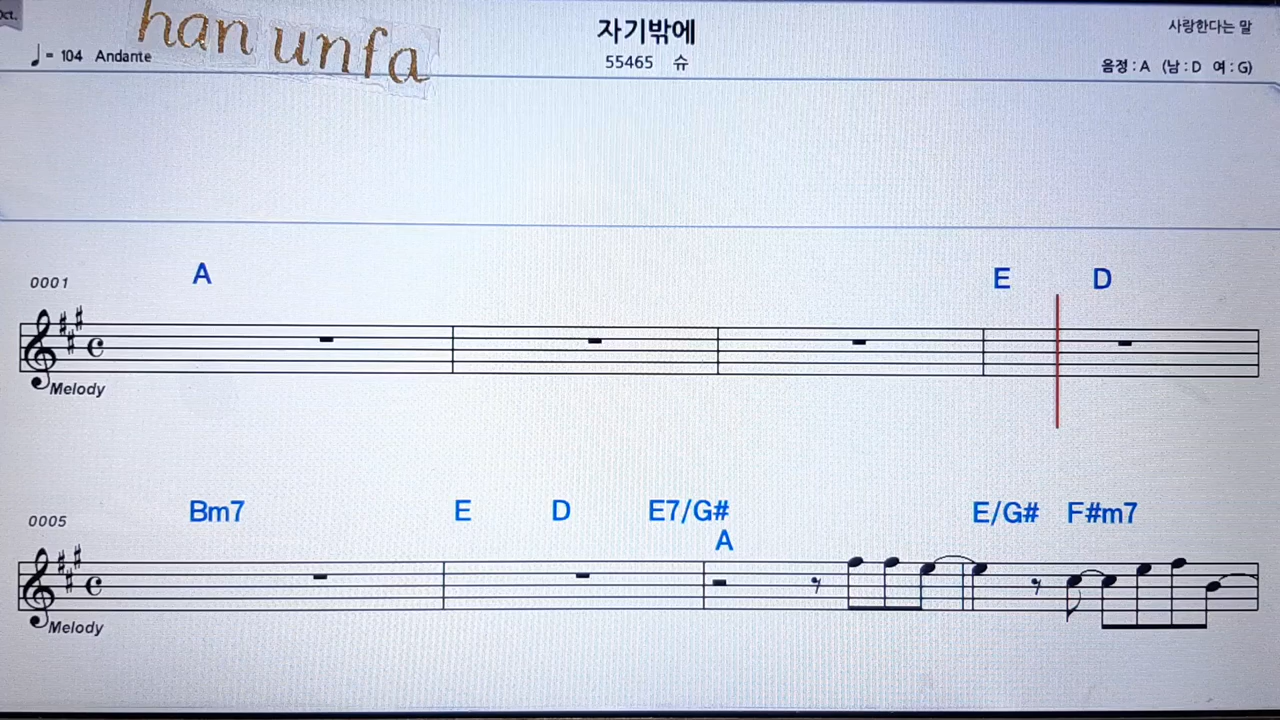 Oct.
han unfa
♩= 104 Andante
자기밖에
55465 슈
사랑한다는 말
음정 : A (남 : D 여 : G)
0001 A E D
Melody
0005 Bm7 E D E7/G# E/G# F#m7
A
Melody